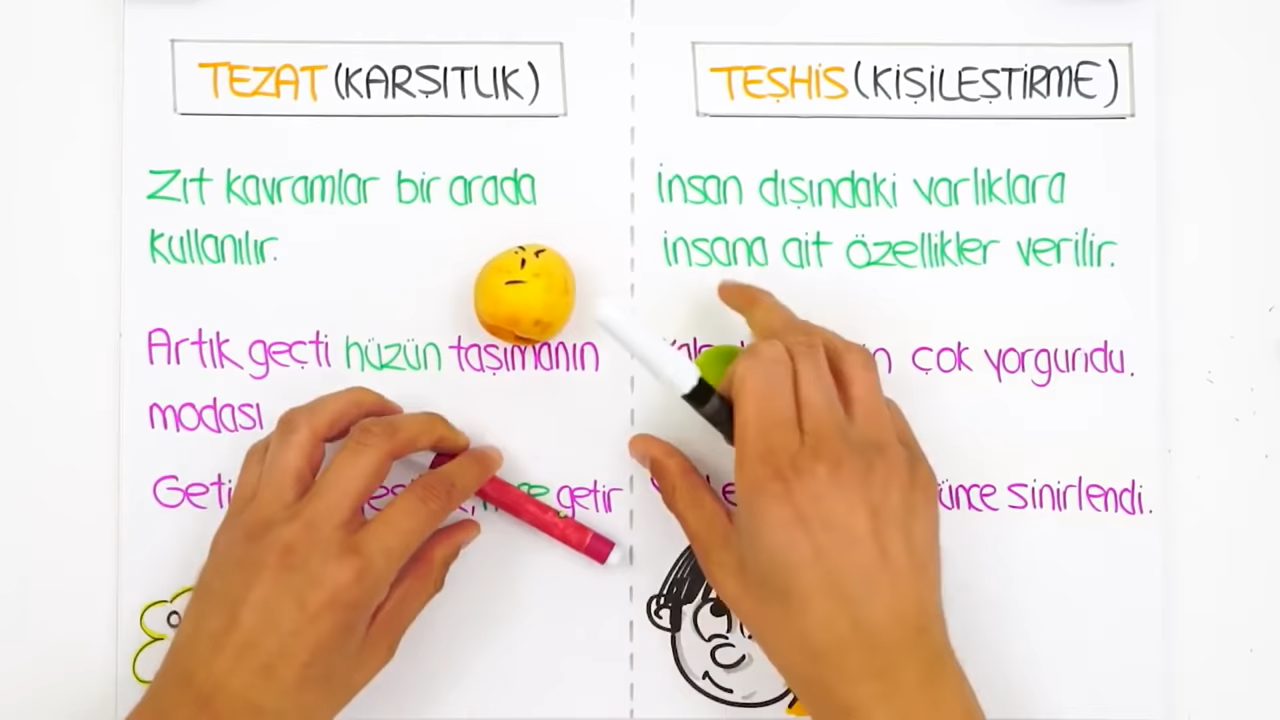 TEZAT (KARŞITLIK)
Zıt kavramlar bir arada
kullanılır.
Artık geçti hüzün taşımanın
modası
getir
TEŞHİS (KİŞİLEŞTİRME)
İnsan dışındaki varlıklara
insana ait özellikler verilir.
çok yorgundu.
sinirlendi.